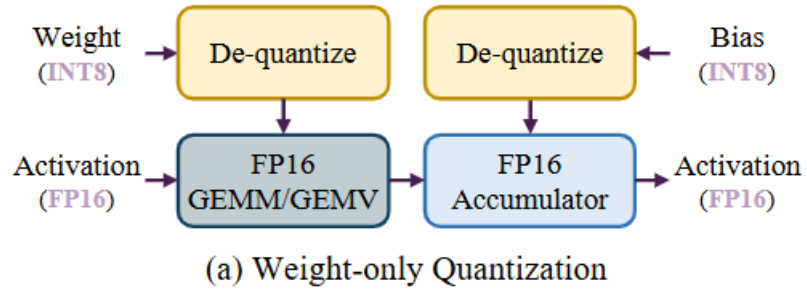 Weight
(INT8)
De-quantize
De-quantize
Bias
(INT8)
Activation
(FP16)
FP16
GEMM/GEMV
FP16
Accumulator
Activation
(FP16)
(a) Weight-only Quantization